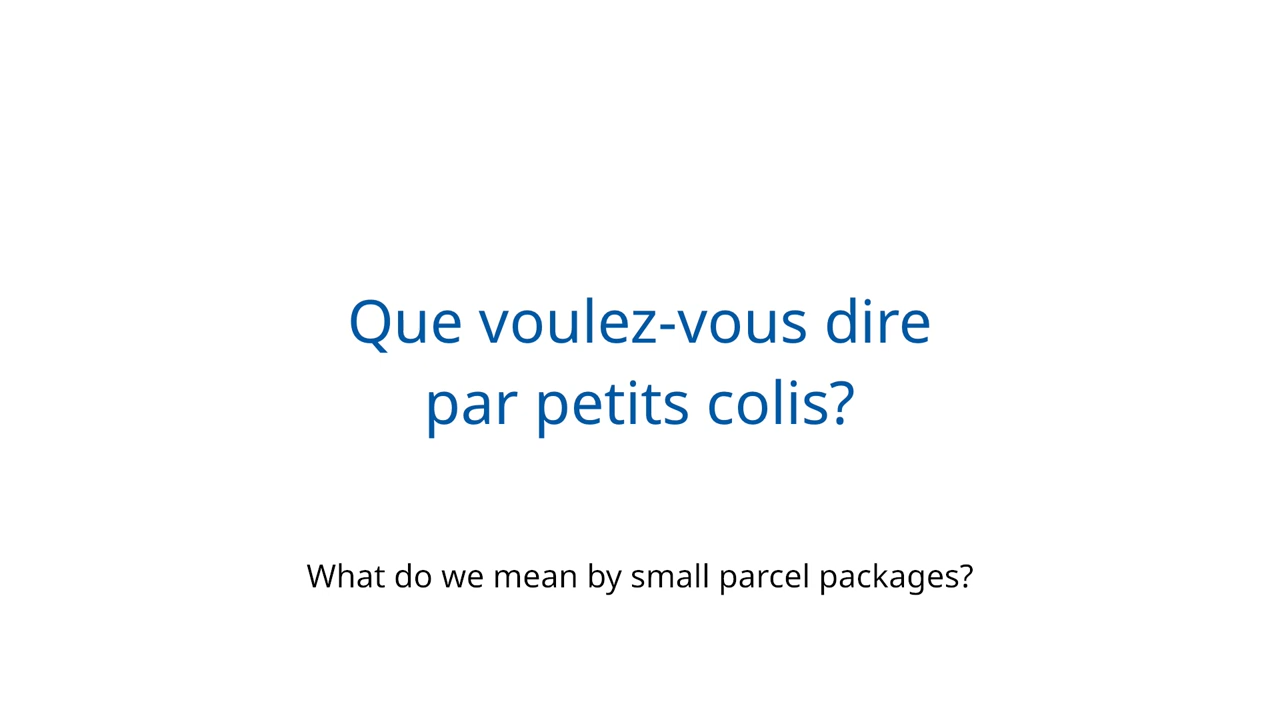 Que voulez-vous dire
par petits colis?
What do we mean by small parcel packages?